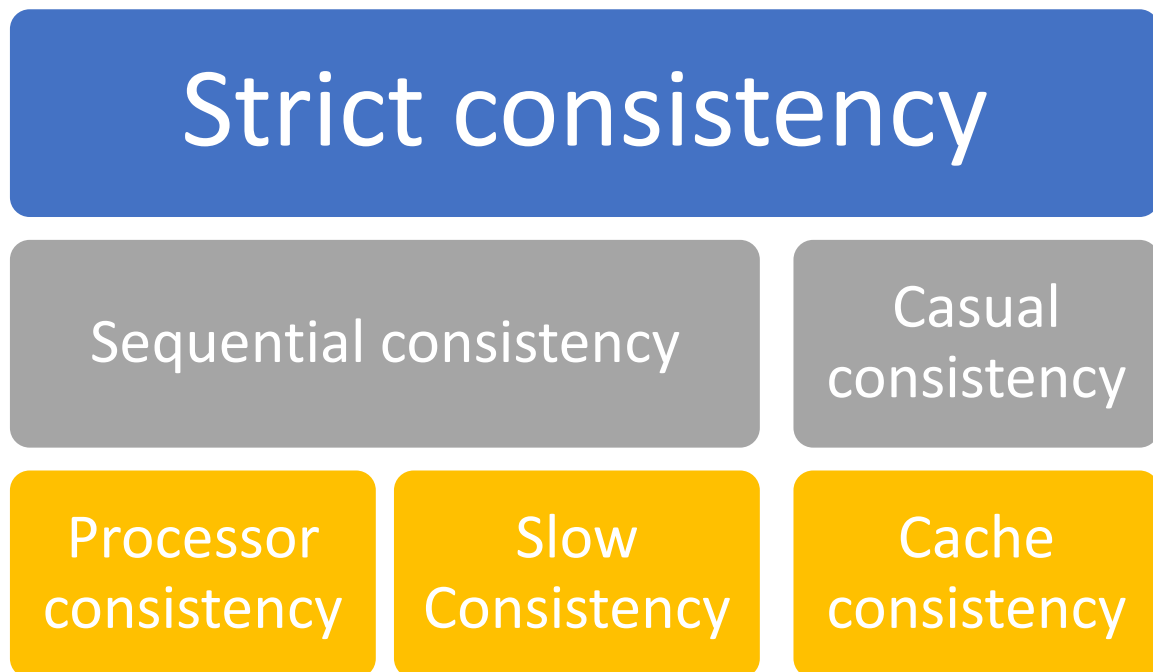 Strict consistency
Sequential consistency
Casual
consistency
Processor
consistency
Slow
Consistency
Cache
consistency